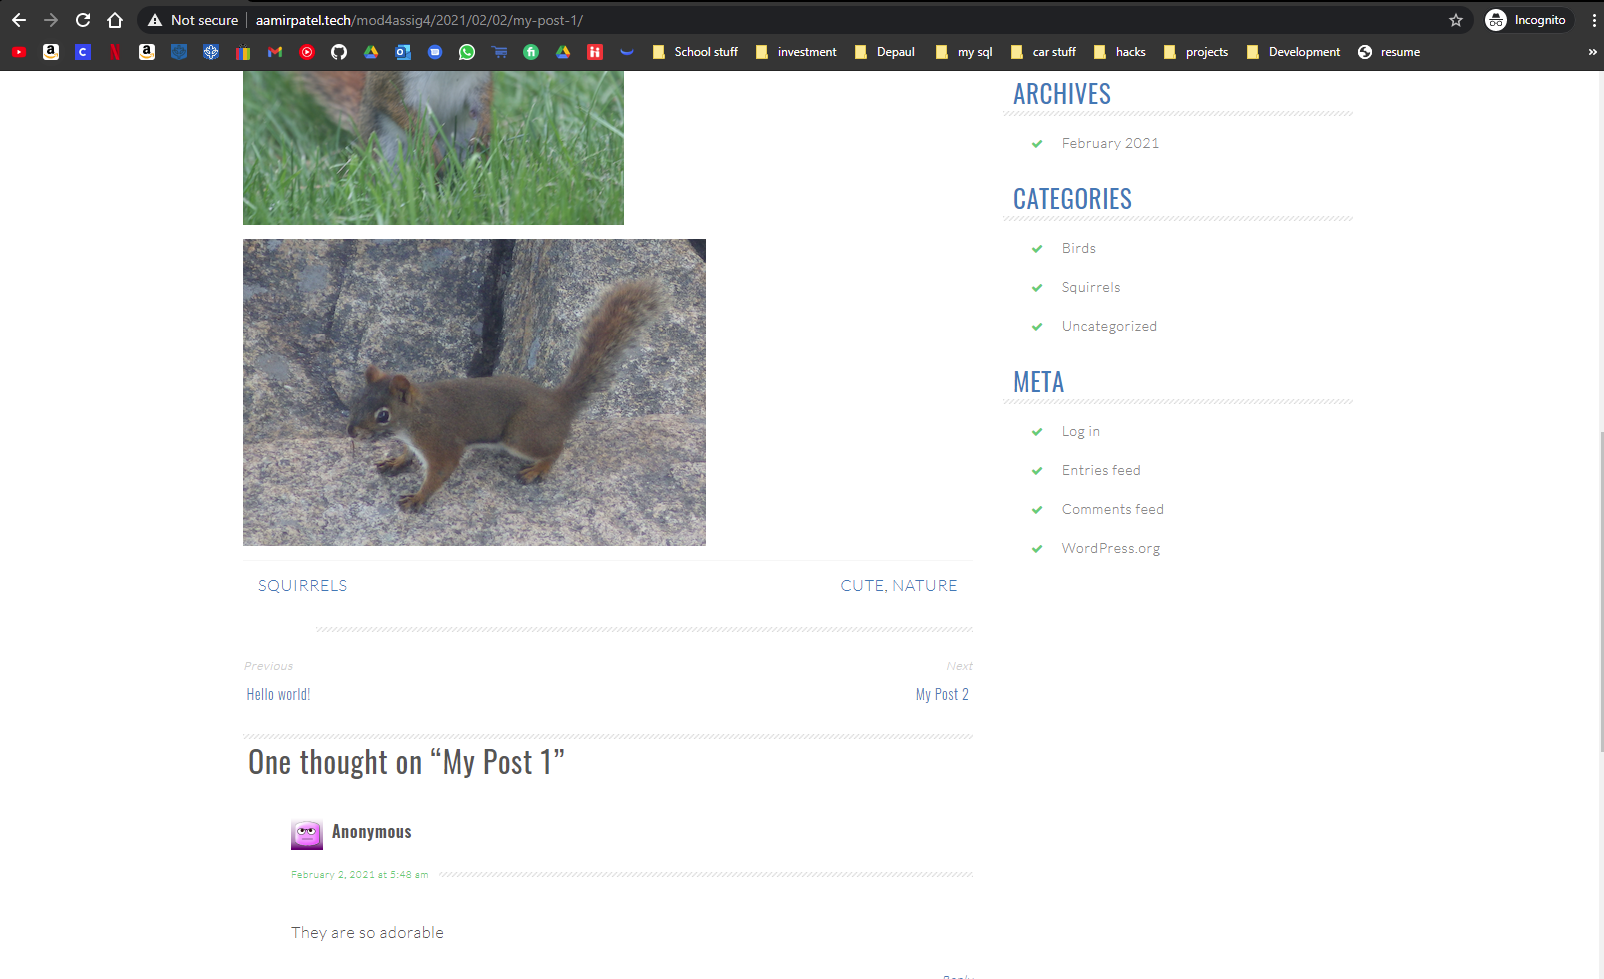 Not secure
aamirpatel.tech/mod4assig4/2021/02/02/my-post-1/
Incognito
School stuff
investment
Depaul
my sql
car stuff
hacks
projects
Development
resume
»
SQUIRRELS
CUTE, NATURE
Previous
Next
Hello world!
My Post 2
One thought on “My Post 1”
Anonymous
February 2, 2021 at 5:48 am
They are so adorable
Reply
ARCHIVES
February 2021
CATEGORIES
Birds
Squirrels
Uncategorized
META
Log in
Entries feed
Comments feed
WordPress.org